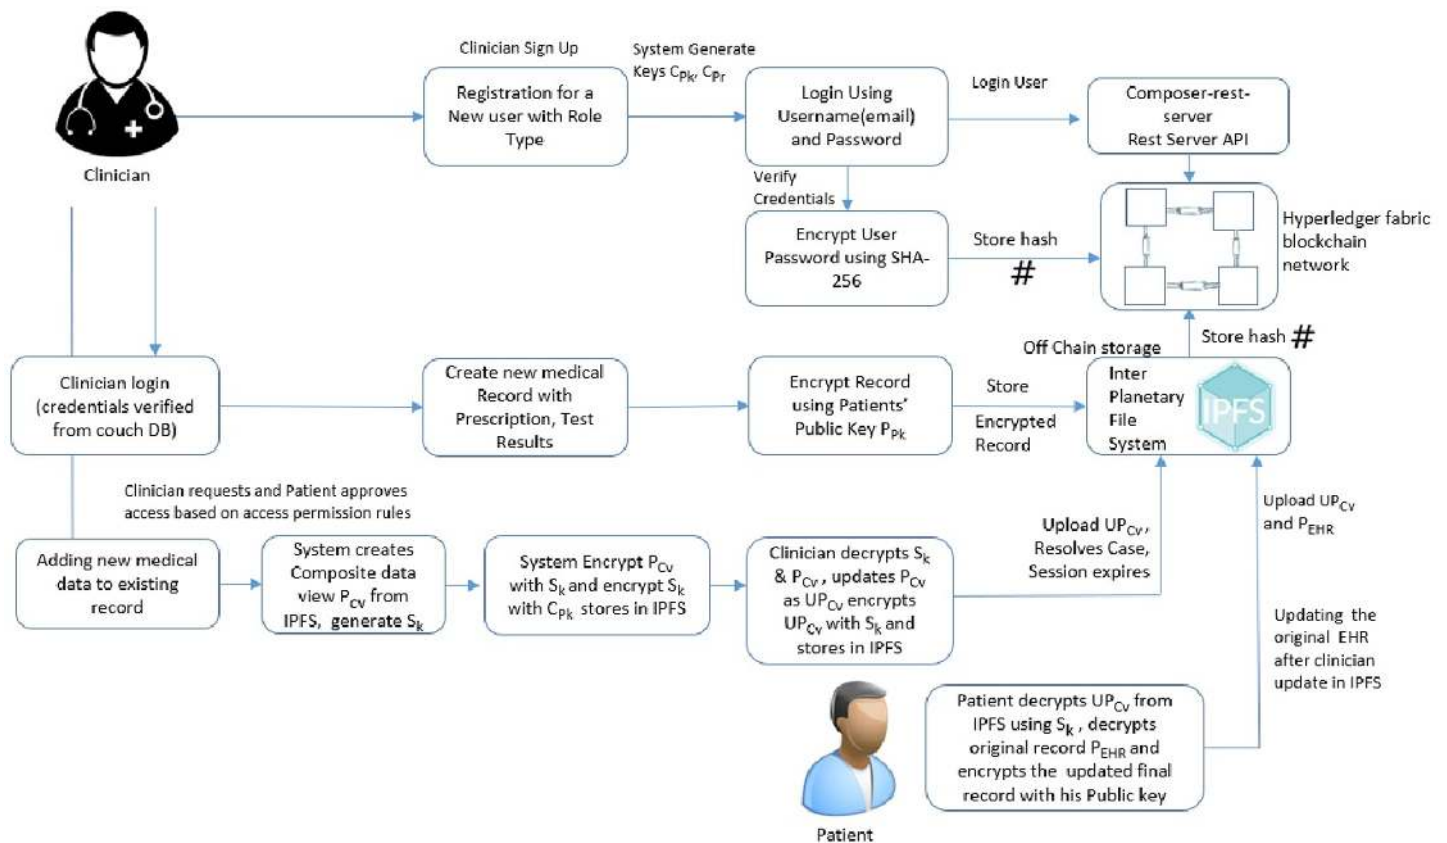 Clinician Sign Up
System Generate
Keys C_Pk, C_Pr
Registration for a
New user with Role
Type
Login Using
Username(email)
and Password
Login User
Composer-rest-
server
Rest Server API
Clinician
Verify
Credentials
Encrypt User
Password using SHA-
256
Store hash
#
Hyperledger fabric
blockchain
network
Store hash #
Off Chain storage
Clinician login
(credentials verified
from couch DB)
Create new medical
Record with
Prescription, Test
Results
Encrypt Record
using Patients’
Public Key P_Pk
Store
Encrypted
Record
Inter
Planetary
File
System
IPFS
Clinician requests and Patient approves
access based on access permission rules
Adding new medical
data to existing
record
System creates
Composite data
view P_Cv from
IPFS, generate S_k
System Encrypt P_Cv
with S_k and encrypt S_k
with C_Pk stores in IPFS
Clinician decrypts S_k
& P_Cv , updates P_Cv
as UP_Cv encrypts
UP_Cv with S_k and
stores in IPFS
Upload UP_Cv ,
Resolves Case,
Session expires
Upload UP_Cv
and P_EHR
Updating the
original EHR
after clinician
update in IPFS
Patient decrypts UP_Cv from
IPFS using S_k , decrypts
original record P_EHR and
encrypts the updated final
record with his Public key
Patient